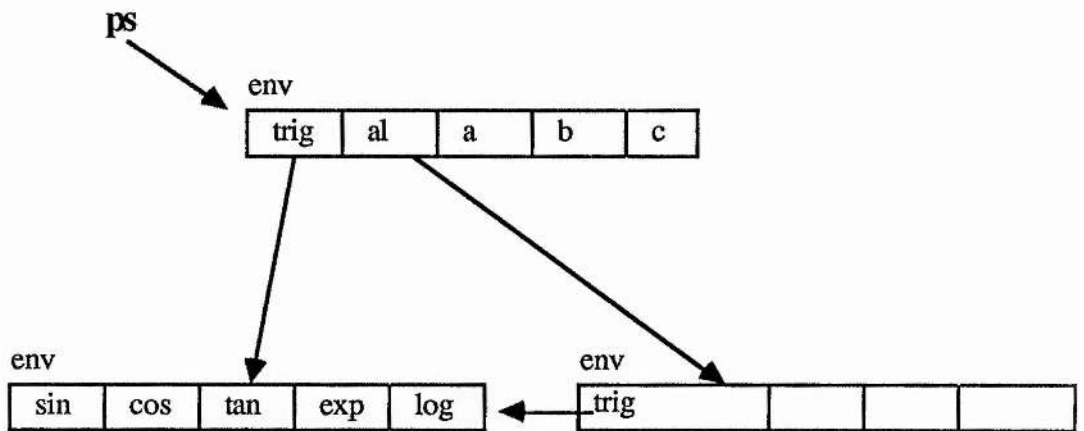 ps
env
trig al a b c
env
sin cos tan exp log
env
trig